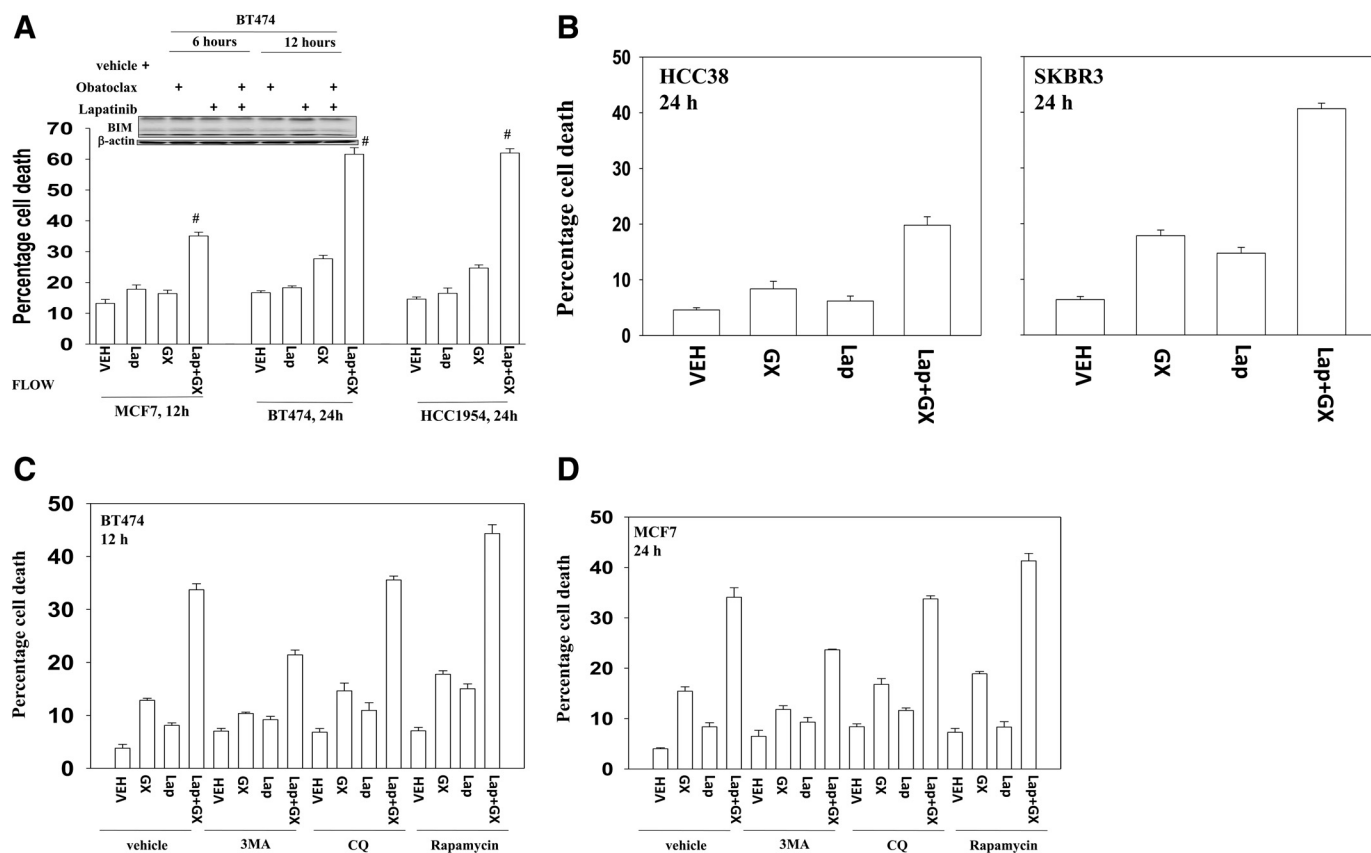 A
BT474
6 hours 12 hours
vehicle +
Obatoclax + + + +
Lapatinib + + + +
BIM
β-actin
#
#
#
Percentage cell death
70
60
50
40
30
20
10
0
VEH Lap GX Lap+GX VEH Lap GX Lap+GX VEH Lap GX Lap+GX
FLOW
MCF7, 12h BT474, 24h HCC1954, 24h
B
HCC38
24 h
Percentage cell death
50
40
30
20
10
0
VEH GX Lap Lap+GX
SKBR3
24 h
VEH GX Lap Lap+GX
C
BT474
12 h
Percentage cell death
50
40
30
20
10
0
VEH GX Lap Lap+GX VEH GX Lap Lap+GX VEH GX Lap Lap+GX VEH GX Lap Lap+GX
vehicle 3MA CQ Rapamycin
D
MCF7
24 h
Percentage cell death
50
40
30
20
10
0
VEH GX Lap Lap+GX VEH GX Lap Lap+GX VEH GX Lap Lap+GX VEH GX Lap Lap+GX
vehicle 3MA CQ Rapamycin